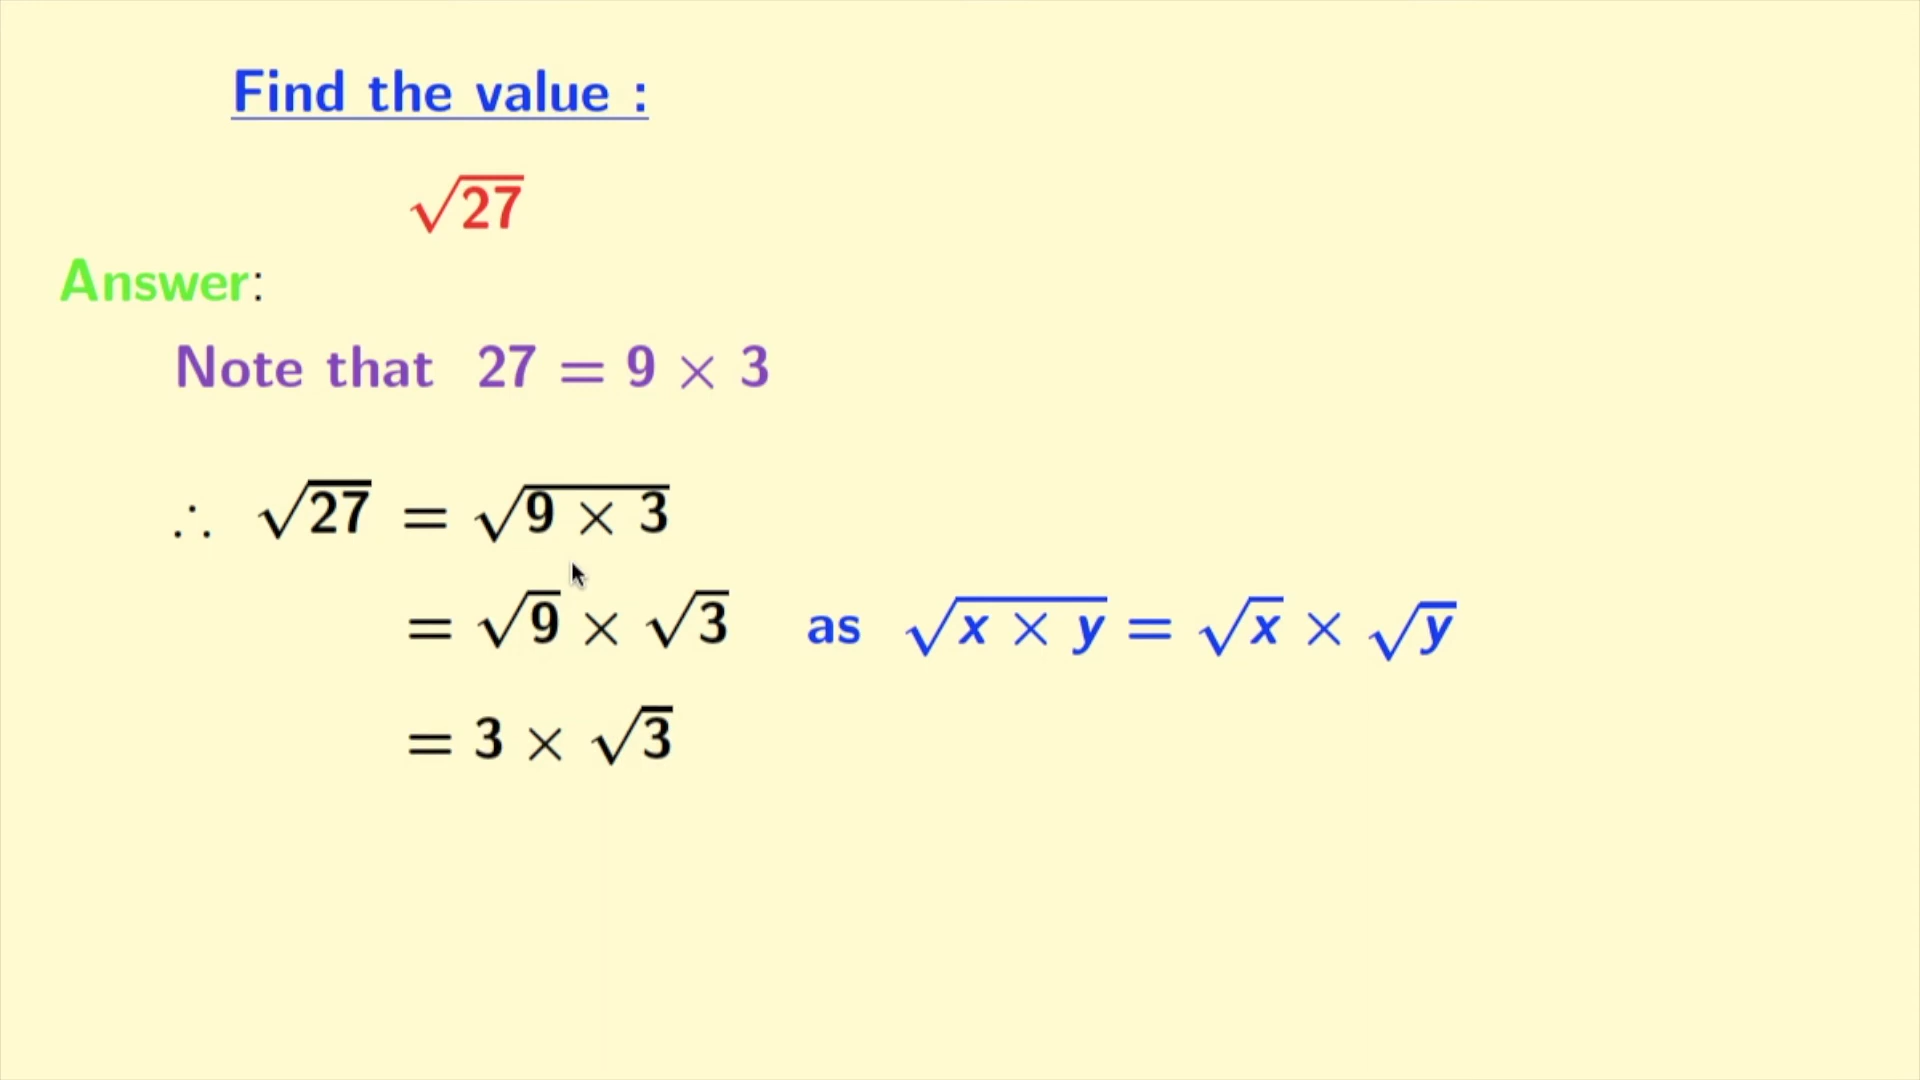 Find the value :
√27
Answer:
Note that 27 = 9 × 3
∴ √27 = √(9 × 3)
= √9 × √3 as √(x × y) = √x × √y
= 3 × √3